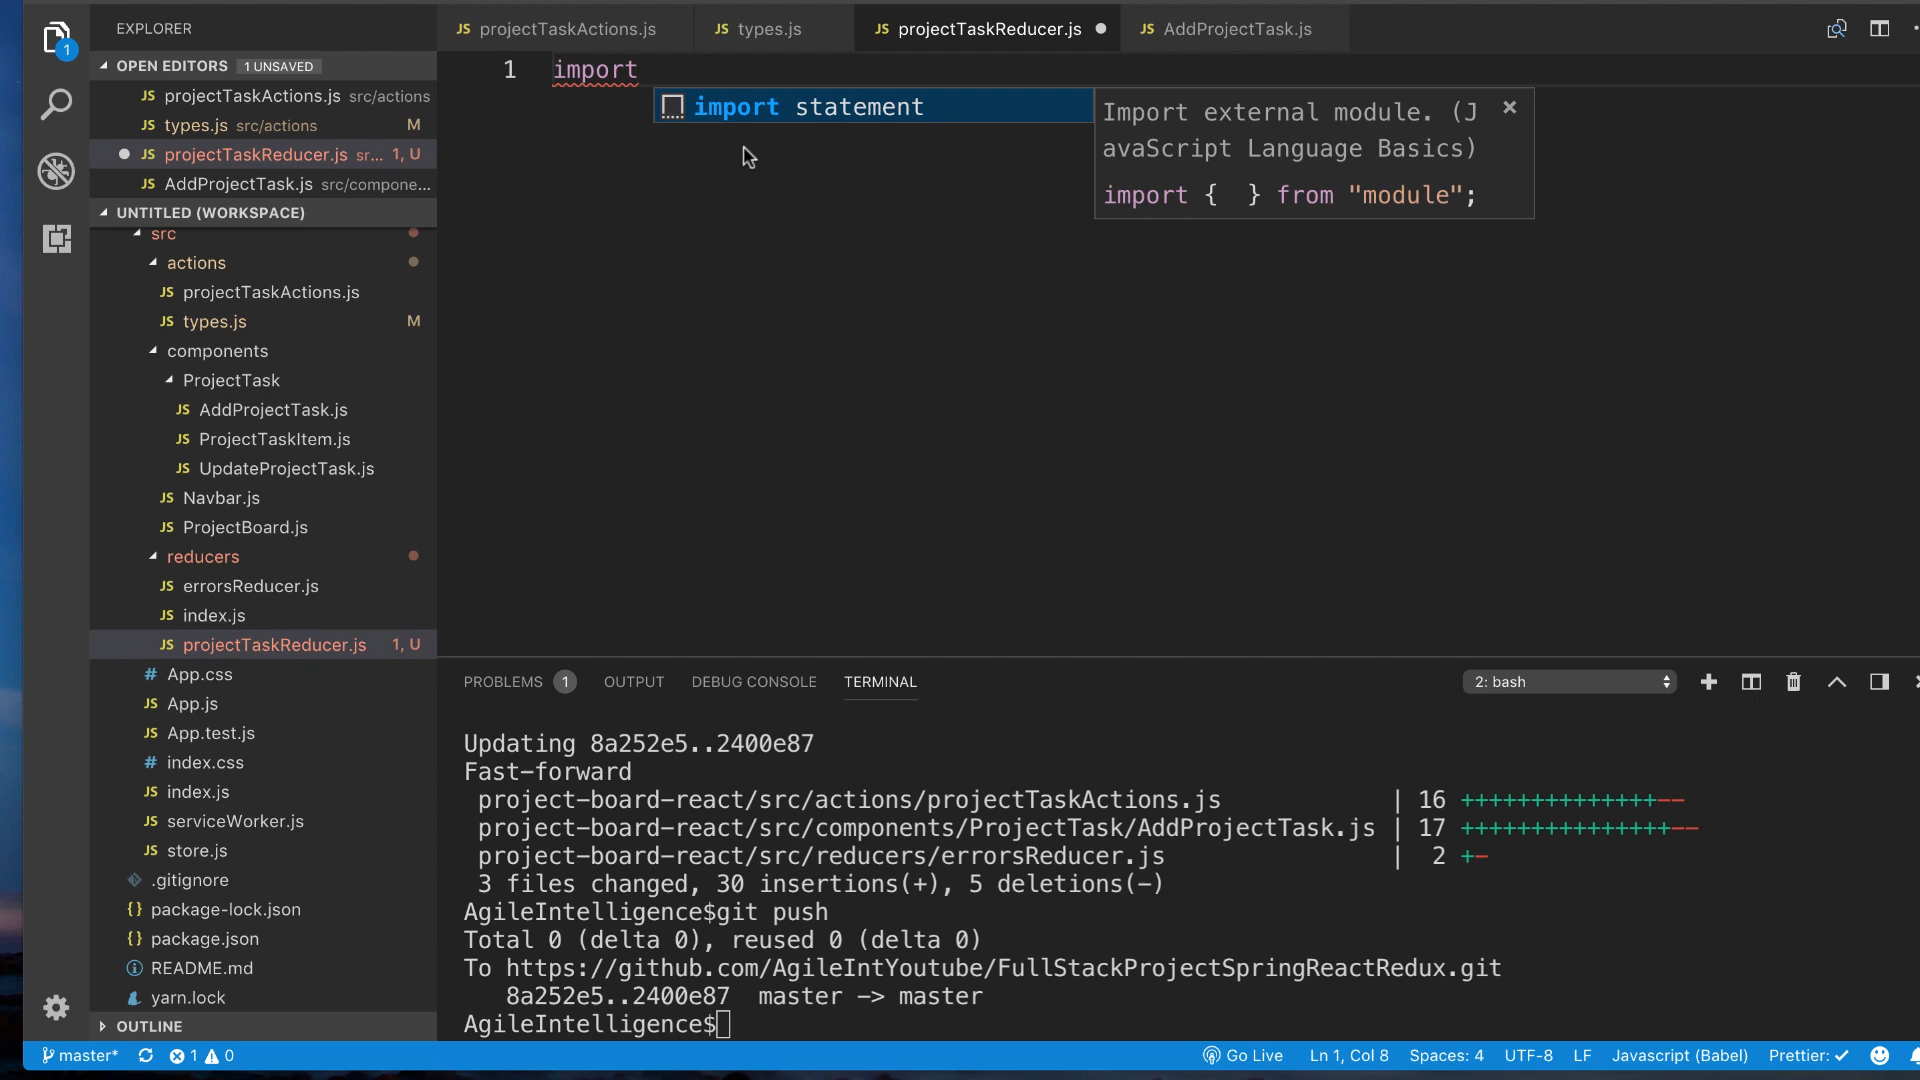 EXPLORER
OPEN EDITORS 1 UNSAVED
JS projectTaskActions.js src/actions
JS types.js src/actions M
JS projectTaskReducer.js sr... 1, U
JS AddProjectTask.js src/compone...
UNTITLED (WORKSPACE)
src
actions
JS projectTaskActions.js
JS types.js M
components
ProjectTask
JS AddProjectTask.js
JS ProjectTaskItem.js
JS UpdateProjectTask.js
JS Navbar.js
JS ProjectBoard.js
reducers
JS errorsReducer.js
JS index.js
JS projectTaskReducer.js 1, U
# App.css
JS App.js
JS App.test.js
# index.css
JS index.js
JS serviceWorker.js
JS store.js
.gitignore
{} package-lock.json
{} package.json
README.md
yarn.lock
OUTLINE
1
JS projectTaskActions.js JS types.js JS projectTaskReducer.js JS AddProjectTask.js
1 import
import statement
Import external module. (J
avaScript Language Basics)
import {  } from "module";
PROBLEMS 1 OUTPUT DEBUG CONSOLE TERMINAL 2: bash
Updating 8a252e5..2400e87
Fast-forward
project-board-react/src/actions/projectTaskActions.js | 16 ++++++++++++++--
project-board-react/src/components/ProjectTask/AddProjectTask.js | 17 +++++++++++++++--
project-board-react/src/reducers/errorsReducer.js | 2 +-
3 files changed, 30 insertions(+), 5 deletions(-)
AgileIntelligence$git push
Total 0 (delta 0), reused 0 (delta 0)
To https://github.com/AgileIntYoutube/FullStackProjectSpringReactRedux.git
8a252e5..2400e87 master -> master
AgileIntelligence$
master* 1 0 Go Live Ln 1, Col 8 Spaces: 4 UTF-8 LF Javascript (Babel) Prettier: ✓